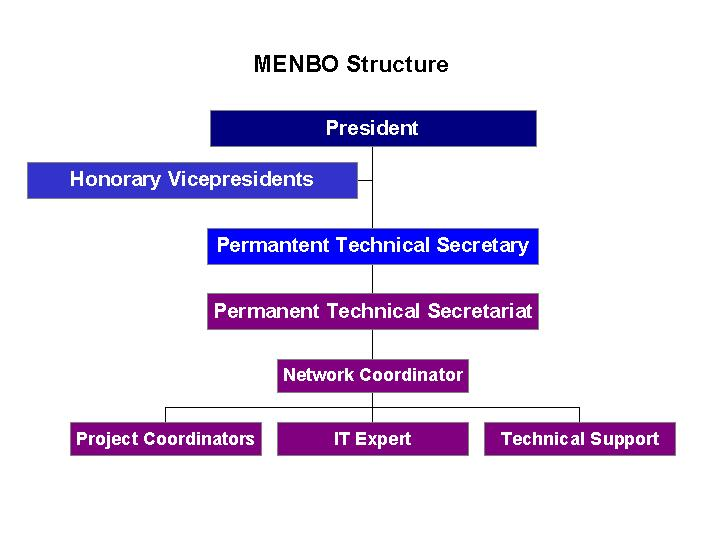 MENBO Structure
President
Honorary Vicepresidents
Permantent Technical Secretary
Permanent Technical Secretariat
Network Coordinator
Project Coordinators
IT Expert
Technical Support